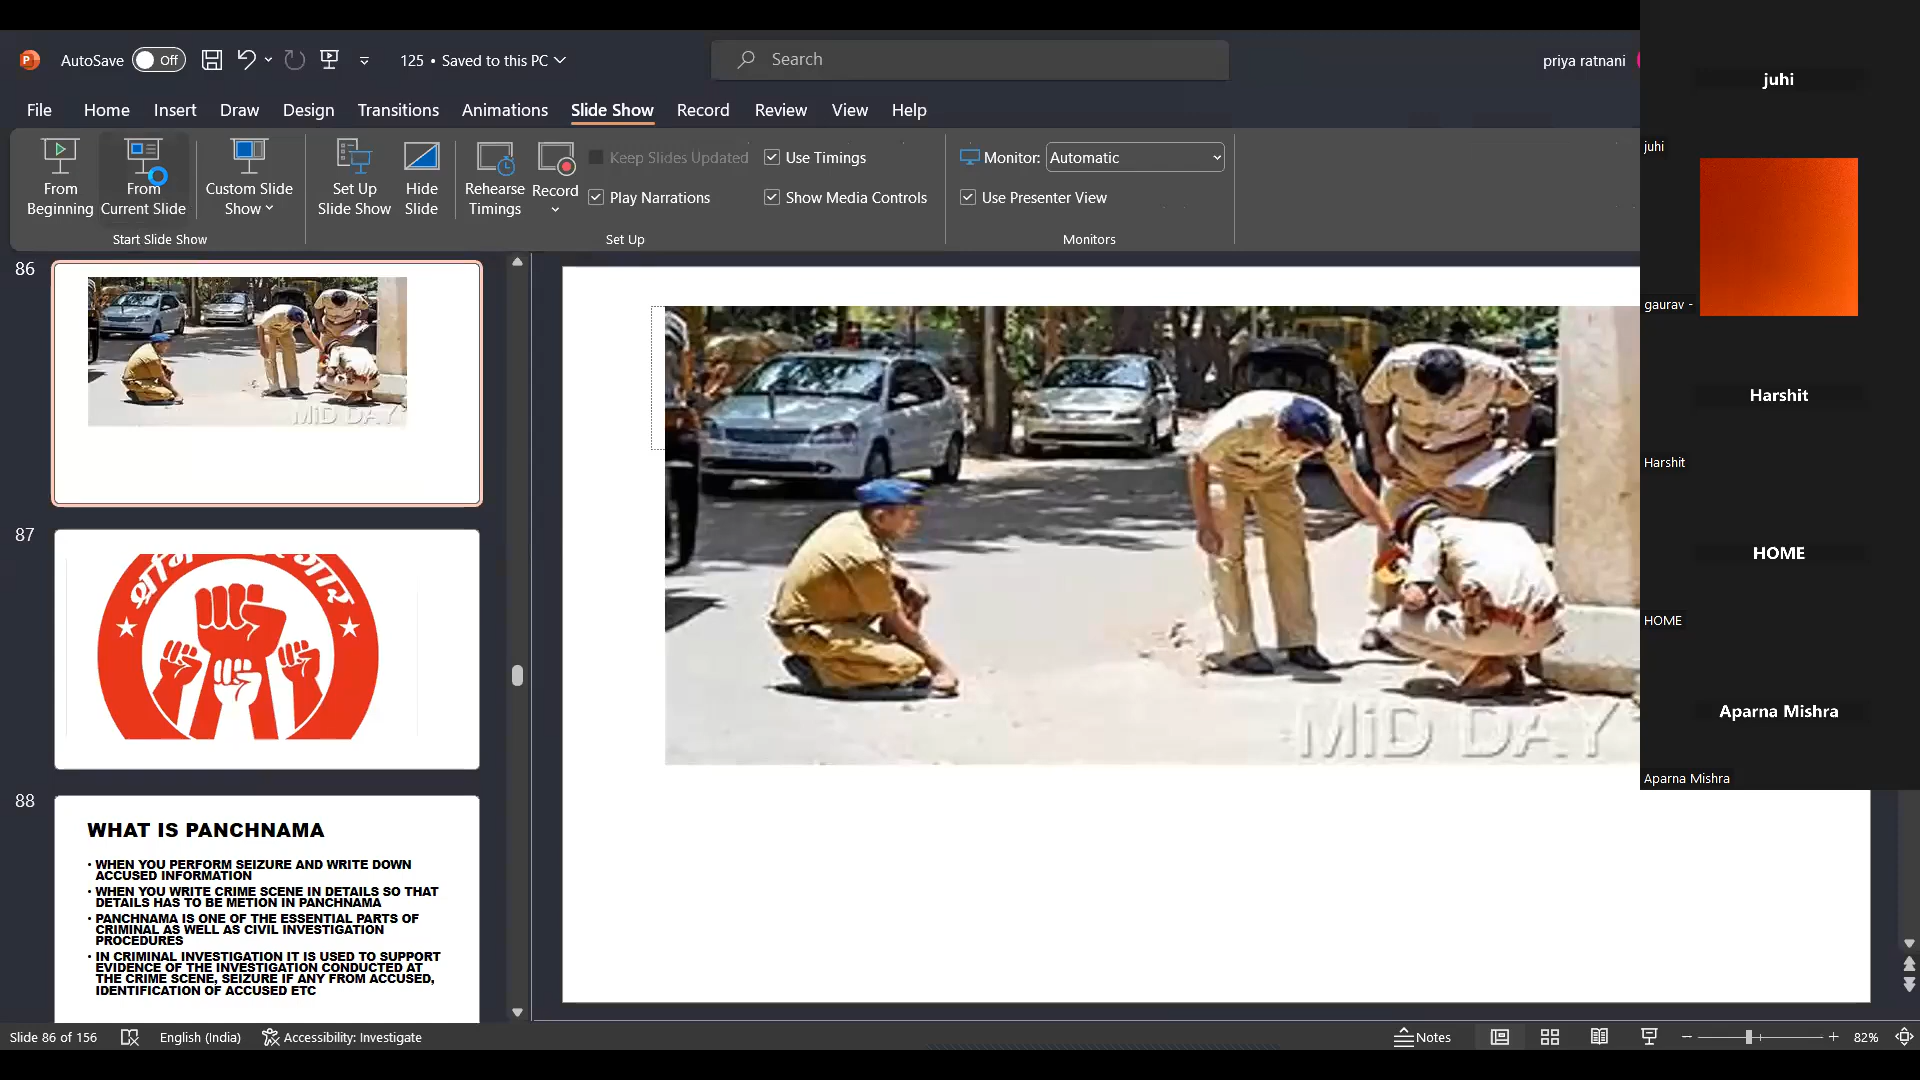 AutoSave Off 125 • Saved to this PC Search priya ratnani
File Home Insert Draw Design Transitions Animations Slide Show Record Review View Help
From Beginning
From Current Slide
Custom Slide Show
Set Up Slide Show
Hide Slide
Rehearse Timings
Record
Keep Slides Updated
Play Narrations
Use Timings
Show Media Controls
Monitor: Automatic
Use Presenter View
Start Slide Show Set Up Monitors
86
MiD DAY
87
88
WHAT IS PANCHNAMA
• WHEN YOU PERFORM SEIZURE AND WRITE DOWN
ACCUSED INFORMATION
• WHEN YOU WRITE CRIME SCENE IN DETAILS SO THAT
DETAILS HAS TO BE METION IN PANCHNAMA
• PANCHNAMA IS ONE OF THE ESSENTIAL PARTS OF
CRIMINAL AS WELL AS CIVIL INVESTIGATION
PROCEDURES
• IN CRIMINAL INVESTIGATION IT IS USED TO SUPPORT
EVIDENCE OF THE INVESTIGATION CONDUCTED AT
THE CRIME SCENE, SEIZURE IF ANY FROM ACCUSED,
IDENTIFICATION OF ACCUSED ETC
MiD DAY
juhi
juhi
gaurav -
Harshit
Harshit
HOME
HOME
Aparna Mishra
Aparna Mishra
Slide 86 of 156 English (India) Accessibility: Investigate Notes 82%